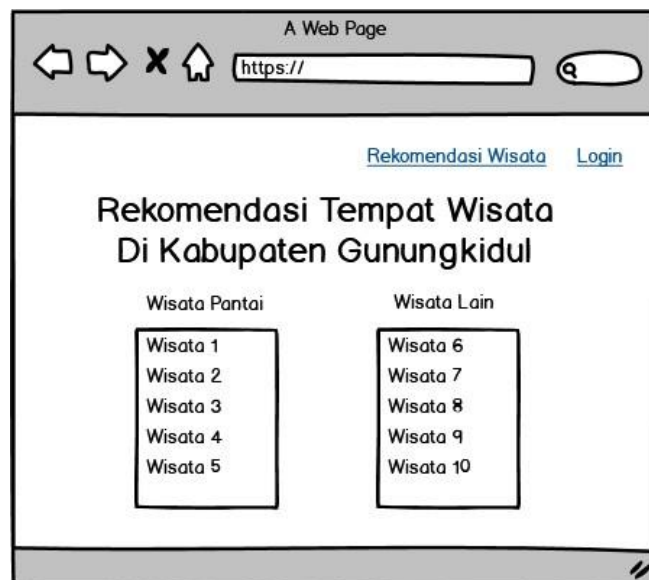 A Web Page
https://
Rekomendasi Wisata Login
Rekomendasi Tempat Wisata
Di Kabupaten Gunungkidul
Wisata Pantai
Wisata 1
Wisata 2
Wisata 3
Wisata 4
Wisata 5
Wisata Lain
Wisata 6
Wisata 7
Wisata 8
Wisata 9
Wisata 10